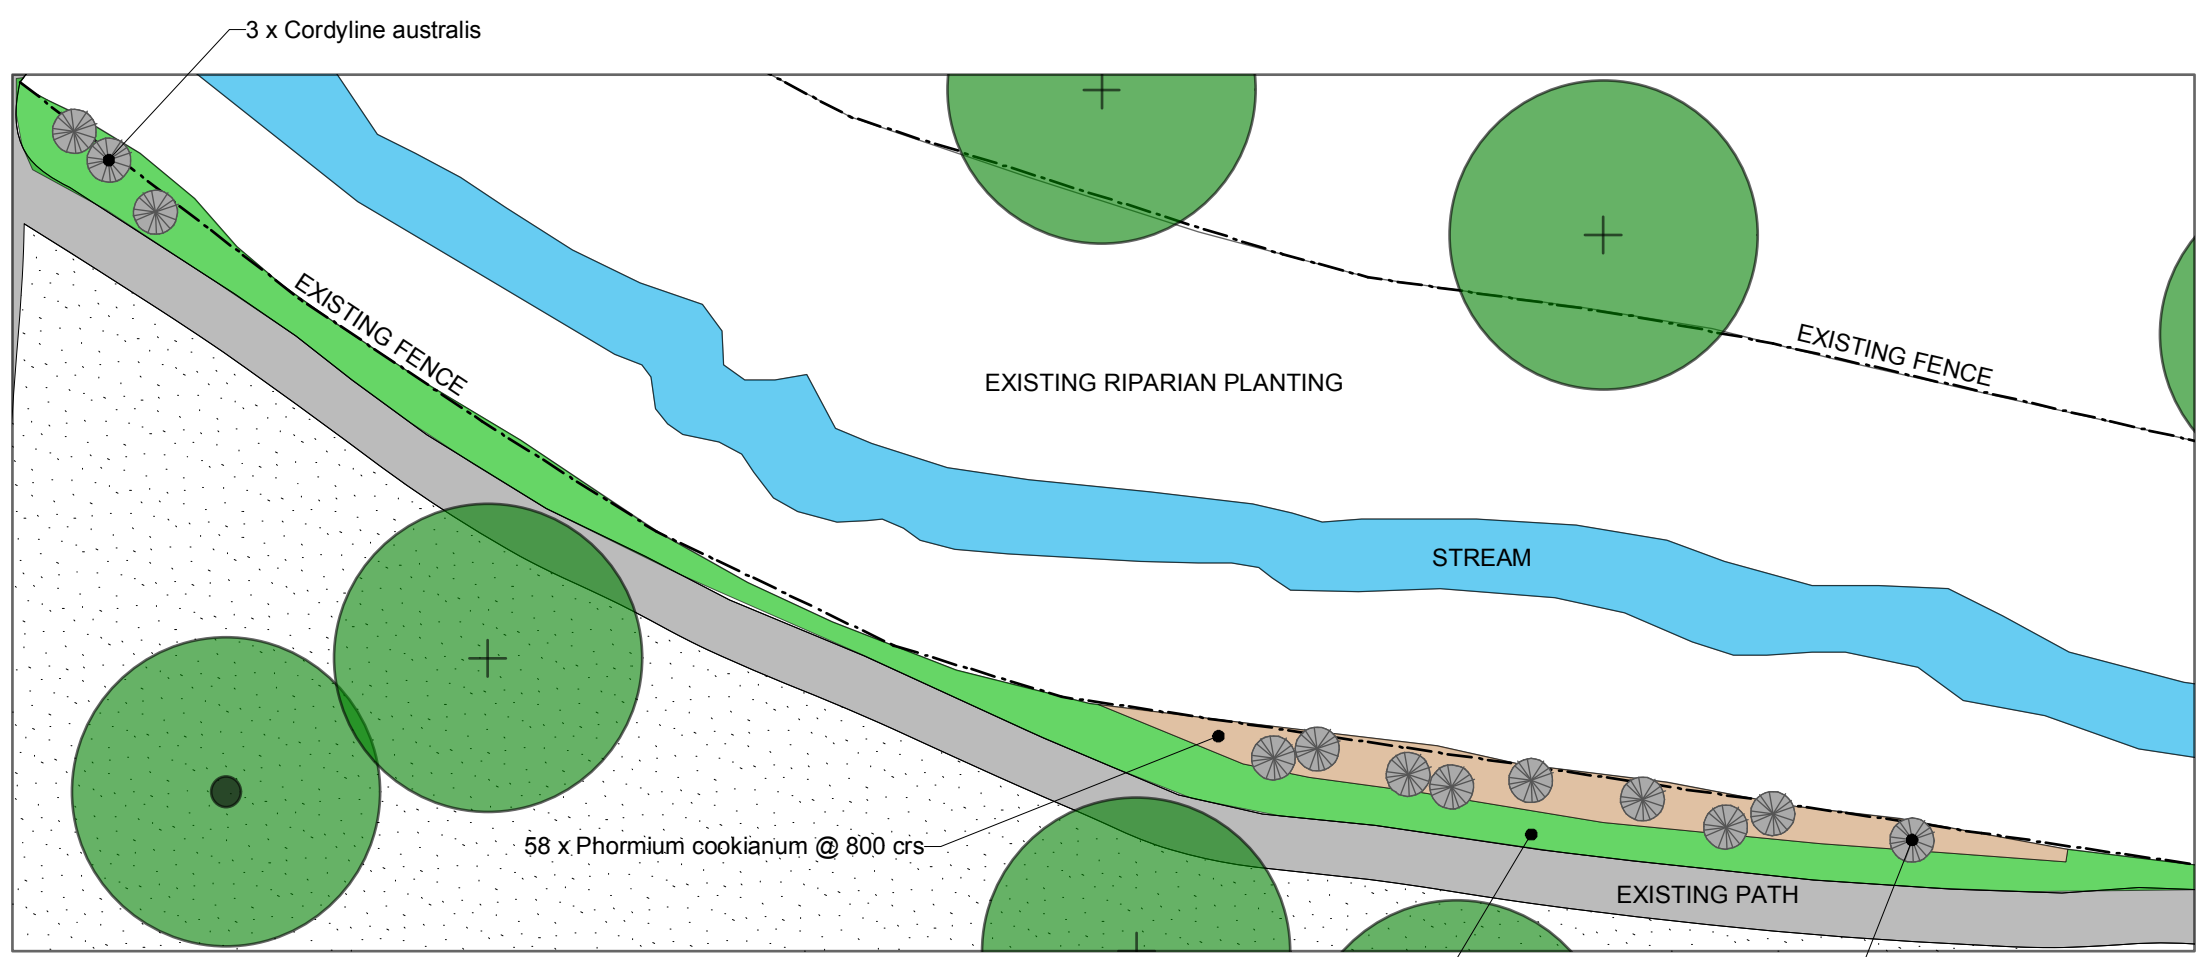 3 x Cordyline australis
EXISTING FENCE
EXISTING FENCE
EXISTING RIPARIAN PLANTING
STREAM
58 x Phormium cookianum @ 800 crs
EXISTING PATH